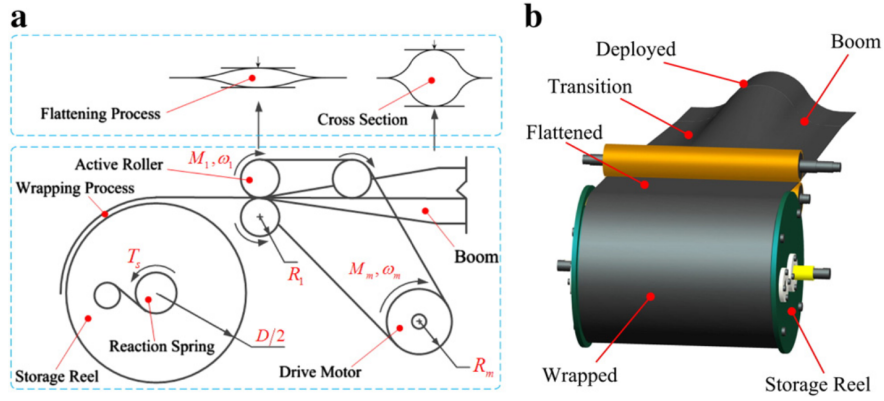 a
Flattening Process
Cross Section
Active Roller
M₁, ω₁
Wrapping Process
Boom
Tₛ
R₁
Mₘ, ωₘ
D/2
Reaction Spring
Storage Reel
Drive Motor
Rₘ
b
Deployed
Boom
Transition
Flattened
Wrapped
Storage Reel